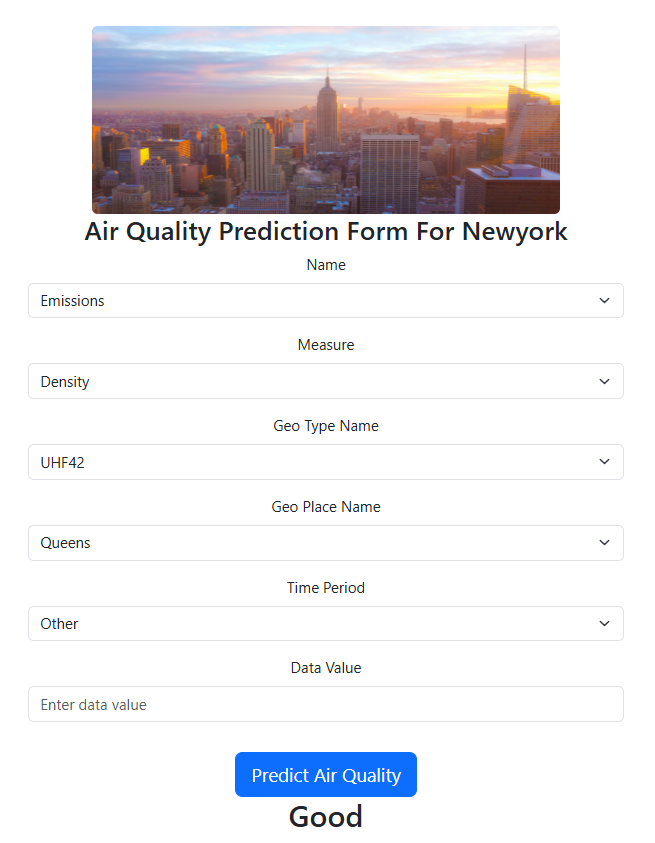 Air Quality Prediction Form For Newyork
Name
Emissions
Measure
Density
Geo Type Name
UHF42
Geo Place Name
Queens
Time Period
Other
Data Value
Enter data value
Predict Air Quality
Good